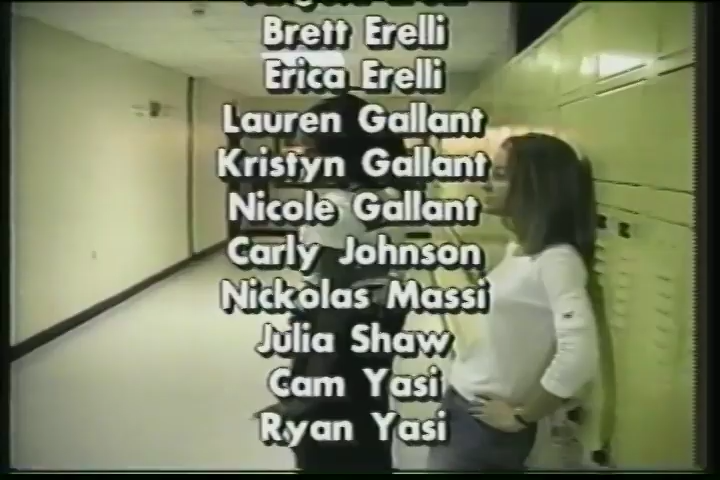 Brett Erelli
Erica Erelli
Lauren Gallant
Kristyn Gallant
Nicole Gallant
Carly Johnson
Nickolas Massi
Julia Shaw
Cam Yasi
Ryan Yasi